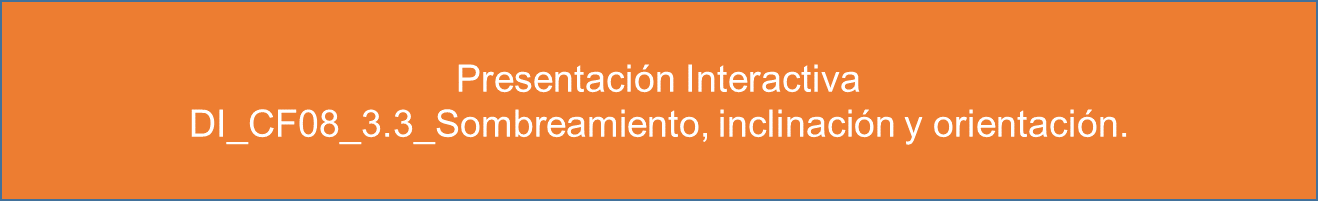 Presentación Interactiva
DI_CF08_3.3_Sombreamiento, inclinación y orientación.